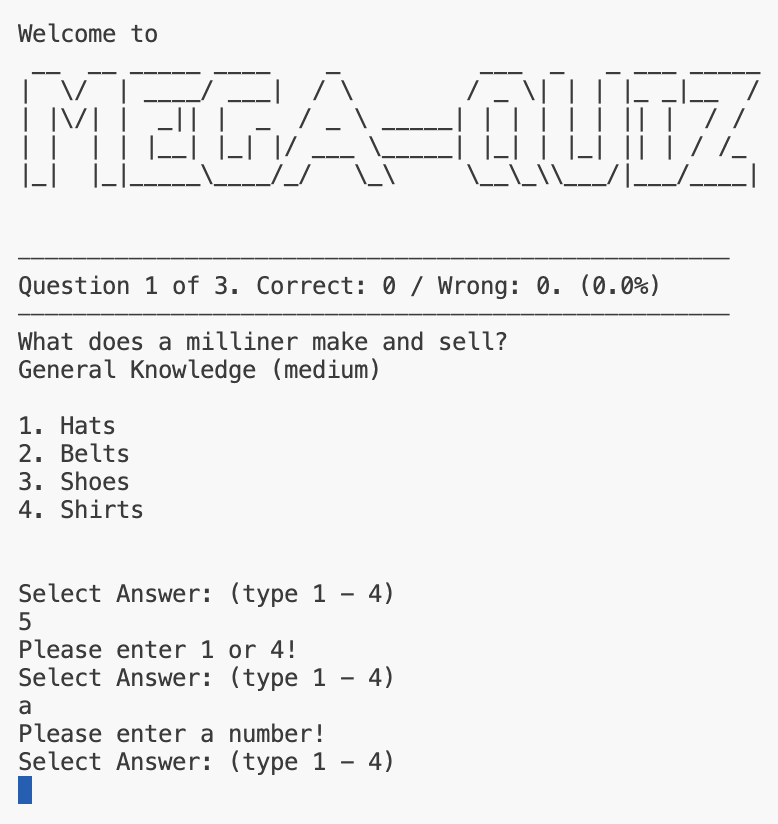 Welcome to
MEGA-QUIZ
Question 1 of 3. Correct: 0 / Wrong: 0. (0.0%)
What does a milliner make and sell?
General Knowledge (medium)
1. Hats
2. Belts
3. Shoes
4. Shirts
Select Answer: (type 1 – 4)
5
Please enter 1 or 4!
Select Answer: (type 1 – 4)
a
Please enter a number!
Select Answer: (type 1 – 4)